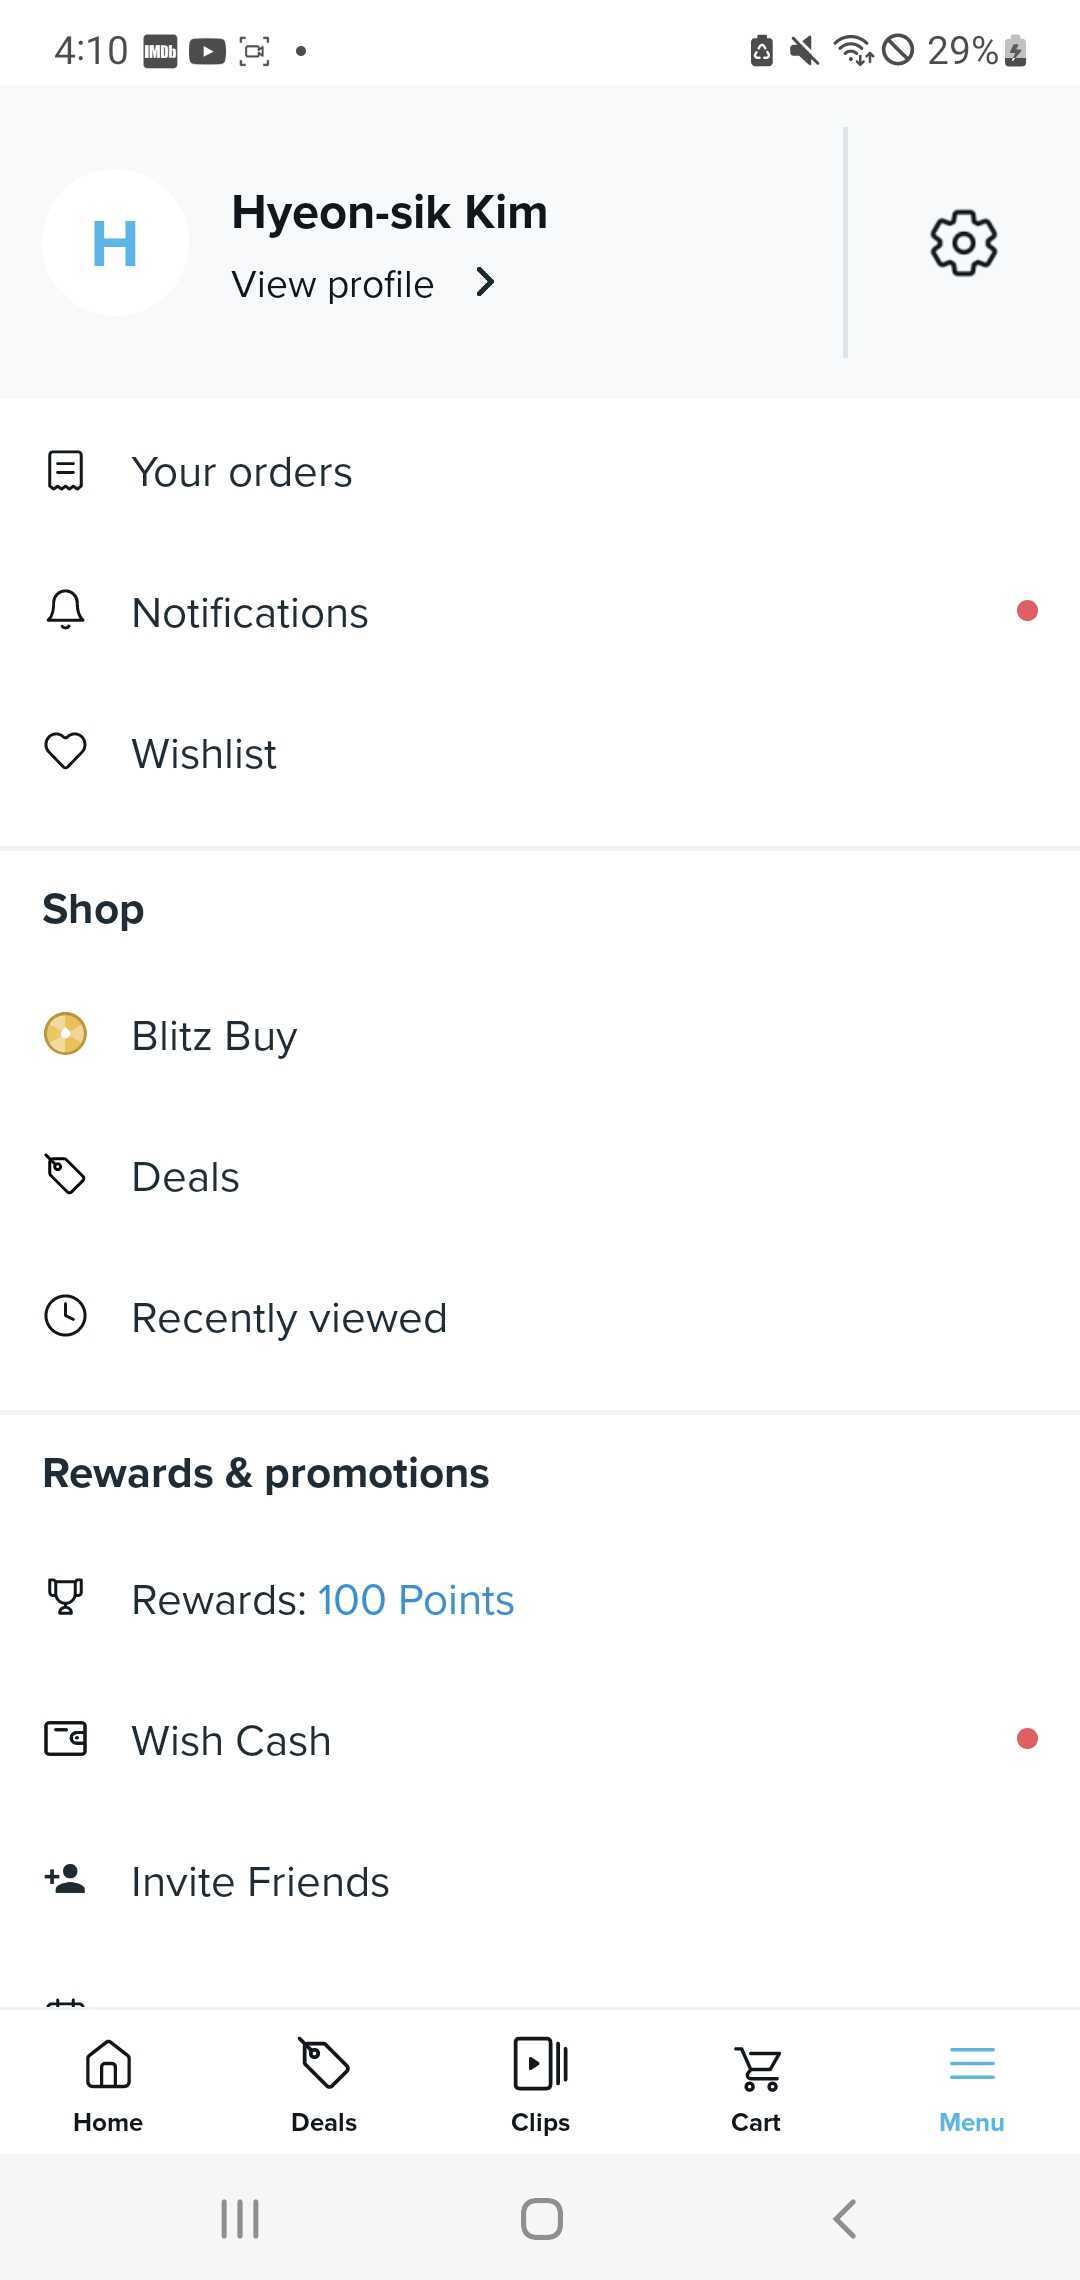 4:10 IMDb 29%
H
Hyeon-sik Kim
View profile
Your orders
Notifications
Wishlist
Shop
Blitz Buy
Deals
Recently viewed
Rewards & promotions
Rewards: 100 Points
Wish Cash
Invite Friends
Home Deals Clips Cart Menu